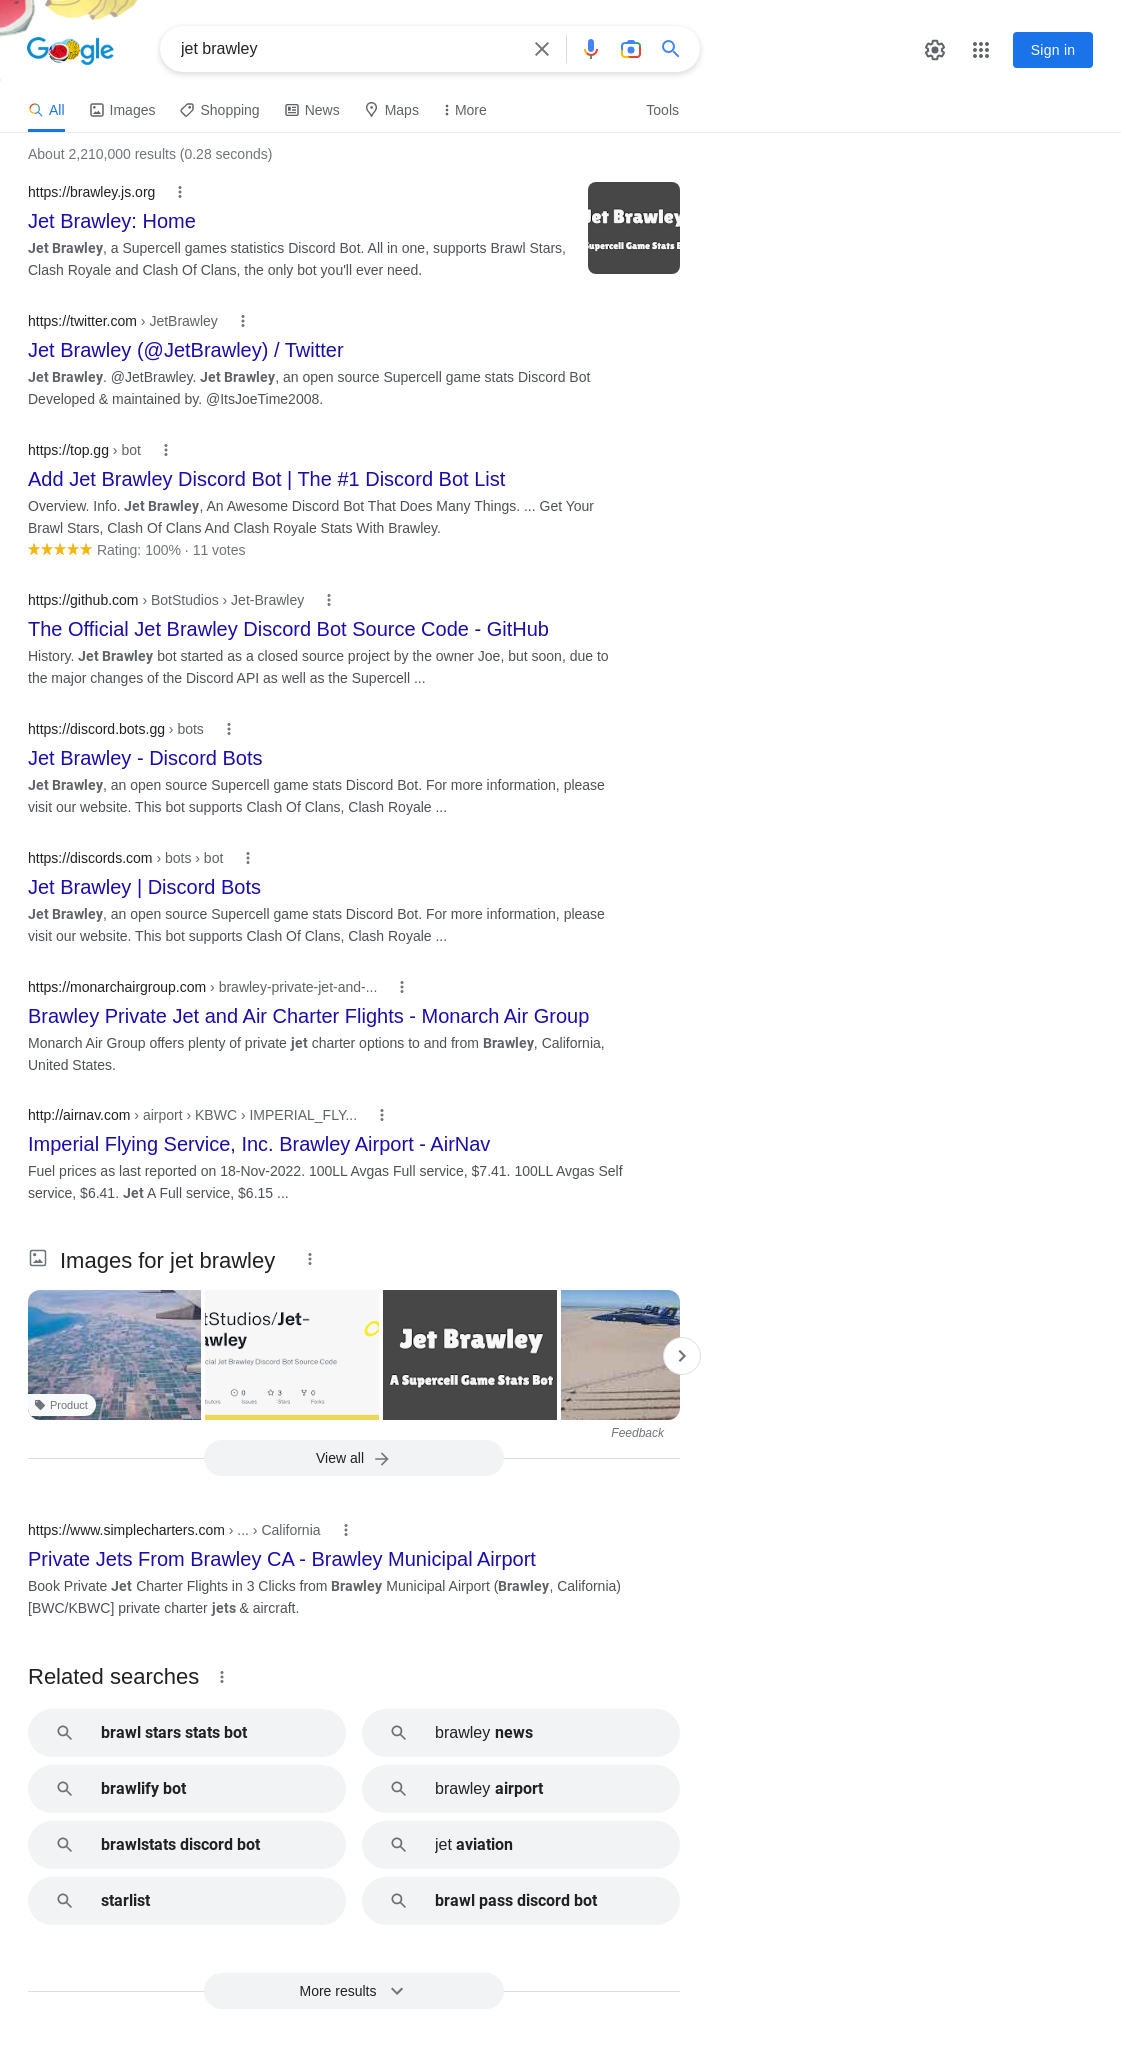 Google
jet brawley
Sign in
All
Images
Shopping
News
Maps
More
Tools
About 2,210,000 results (0.28 seconds)
https://brawley.js.org
Jet Brawley: Home
Jet Brawley, a Supercell games statistics Discord Bot. All in one, supports Brawl Stars,
Clash Royale and Clash Of Clans, the only bot you'll ever need.
Jet Brawley
Supercell Game Stats B
https://twitter.com › JetBrawley
Jet Brawley (@JetBrawley) / Twitter
Jet Brawley. @JetBrawley. Jet Brawley, an open source Supercell game stats Discord Bot
Developed & maintained by. @ItsJoeTime2008.
https://top.gg › bot
Add Jet Brawley Discord Bot | The #1 Discord Bot List
Overview. Info. Jet Brawley, An Awesome Discord Bot That Does Many Things. ... Get Your
Brawl Stars, Clash Of Clans And Clash Royale Stats With Brawley.
Rating: 100% · 11 votes
https://github.com › BotStudios › Jet-Brawley
The Official Jet Brawley Discord Bot Source Code - GitHub
History. Jet Brawley bot started as a closed source project by the owner Joe, but soon, due to
the major changes of the Discord API as well as the Supercell ...
https://discord.bots.gg › bots
Jet Brawley - Discord Bots
Jet Brawley, an open source Supercell game stats Discord Bot. For more information, please
visit our website. This bot supports Clash Of Clans, Clash Royale ...
https://discords.com › bots › bot
Jet Brawley | Discord Bots
Jet Brawley, an open source Supercell game stats Discord Bot. For more information, please
visit our website. This bot supports Clash Of Clans, Clash Royale ...
https://monarchairgroup.com › brawley-private-jet-and-...
Brawley Private Jet and Air Charter Flights - Monarch Air Group
Monarch Air Group offers plenty of private jet charter options to and from Brawley, California,
United States.
http://airnav.com › airport › KBWC › IMPERIAL_FLY...
Imperial Flying Service, Inc. Brawley Airport - AirNav
Fuel prices as last reported on 18-Nov-2022. 100LL Avgas Full service, $7.41. 100LL Avgas Self
service, $6.41. Jet A Full service, $6.15 ...
Images for jet brawley
Product
tStudios/Jet-
awley
cial Jet Brawley Discord Bot Source Code
0
3
0
butors
Issues
Stars
Forks
Jet Brawley
A Supercell Game Stats Bot
Feedback
View all
https://www.simplecharters.com › ... › California
Private Jets From Brawley CA - Brawley Municipal Airport
Book Private Jet Charter Flights in 3 Clicks from Brawley Municipal Airport (Brawley, California)
[BWC/KBWC] private charter jets & aircraft.
Related searches
brawl stars stats bot
brawley news
brawlify bot
brawley airport
brawlstats discord bot
jet aviation
starlist
brawl pass discord bot
More results